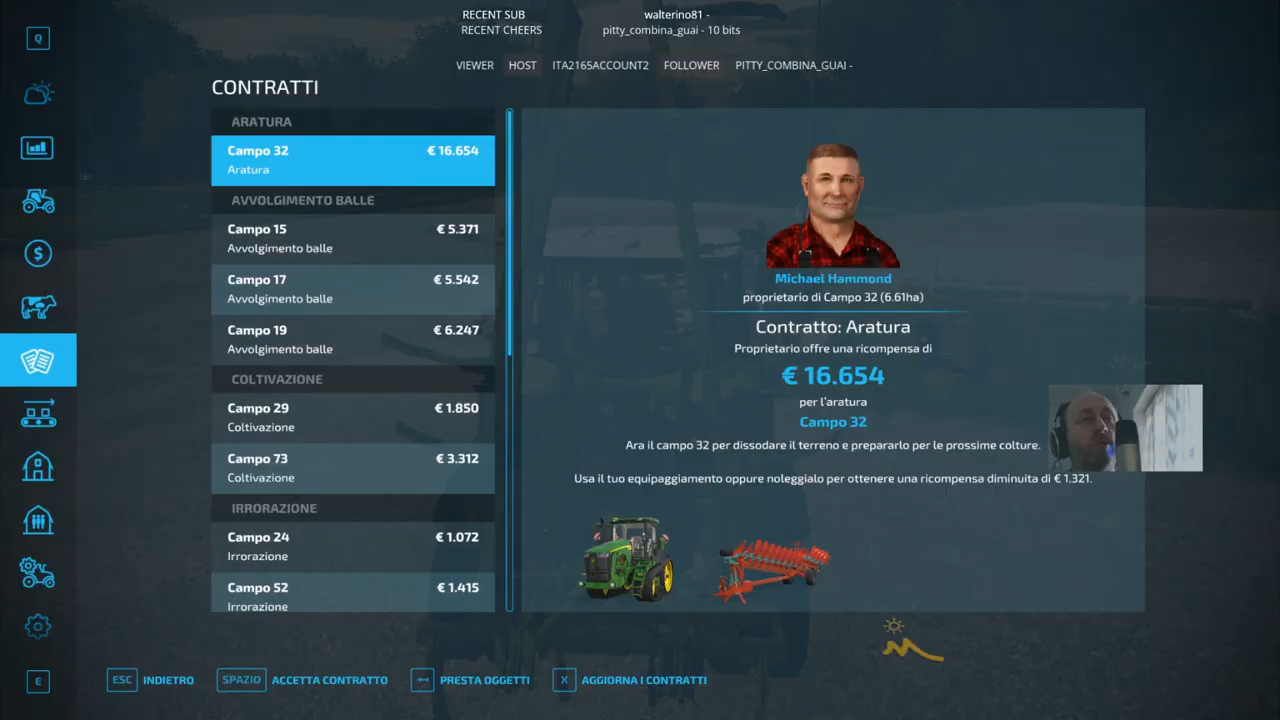 RECENT SUB walterino81 -
RECENT CHEERS pitty_combina_guai - 10 bits
VIEWER HOST ITA2165ACCOUNT2 FOLLOWER PITTY_COMBINA_GUAI -
Q
CONTRATTI
ARATURA
Campo 32 € 16.654
Aratura
AVVOLGIMENTO BALLE
Campo 15 € 5.371
Avvolgimento balle
Campo 17 € 5.542
Avvolgimento balle
Campo 19 € 6.247
Avvolgimento balle
COLTIVAZIONE
Campo 29 € 1.850
Coltivazione
Campo 73 € 3.312
Coltivazione
IRRORAZIONE
Campo 24 € 1.072
Irrorazione
Campo 52 € 1.415
Irrorazione
Michael Hammond
proprietario di Campo 32 (6.61ha)
Contratto: Aratura
Proprietario offre una ricompensa di
€ 16.654
per l'aratura
Campo 32
Ara il campo 32 per dissodare il terreno e prepararlo per le prossime colture.
Usa il tuo equipaggiamento oppure noleggialo per ottenere una ricompensa diminuita di € 1.321.
E
ESC INDIETRO SPAZIO ACCETTA CONTRATTO PRESTA OGGETTI X AGGIORNA I CONTRATTI